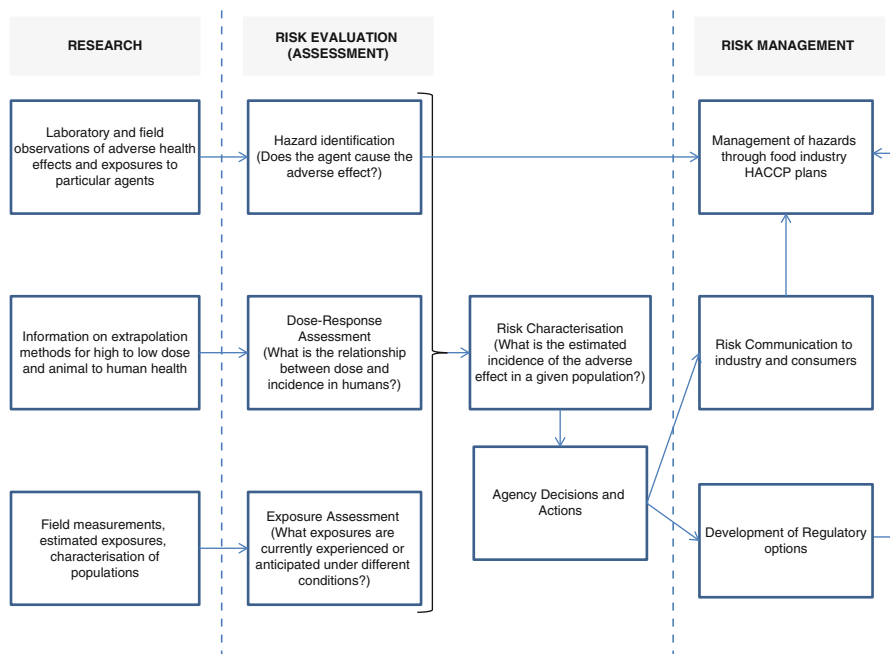 RESEARCH
RISK EVALUATION
(ASSESSMENT)
RISK MANAGEMENT
Laboratory and field
observations of adverse health
effects and exposures to
particular agents
Hazard identification
(Does the agent cause the
adverse effect?)
Management of hazards
through food industry
HACCP plans
Information on extrapolation
methods for high to low dose
and animal to human health
Dose-Response
Assessment
(What is the relationship
between dose and
incidence in humans?)
Risk Characterisation
(What is the estimated
incidence of the adverse
effect in a given population?)
Risk Communication to
industry and consumers
Agency Decisions and
Actions
Field measurements,
estimated exposures,
characterisation of
populations
Exposure Assessment
(What exposures are
currently experienced or
anticipated under different
conditions?)
Development of Regulatory
options